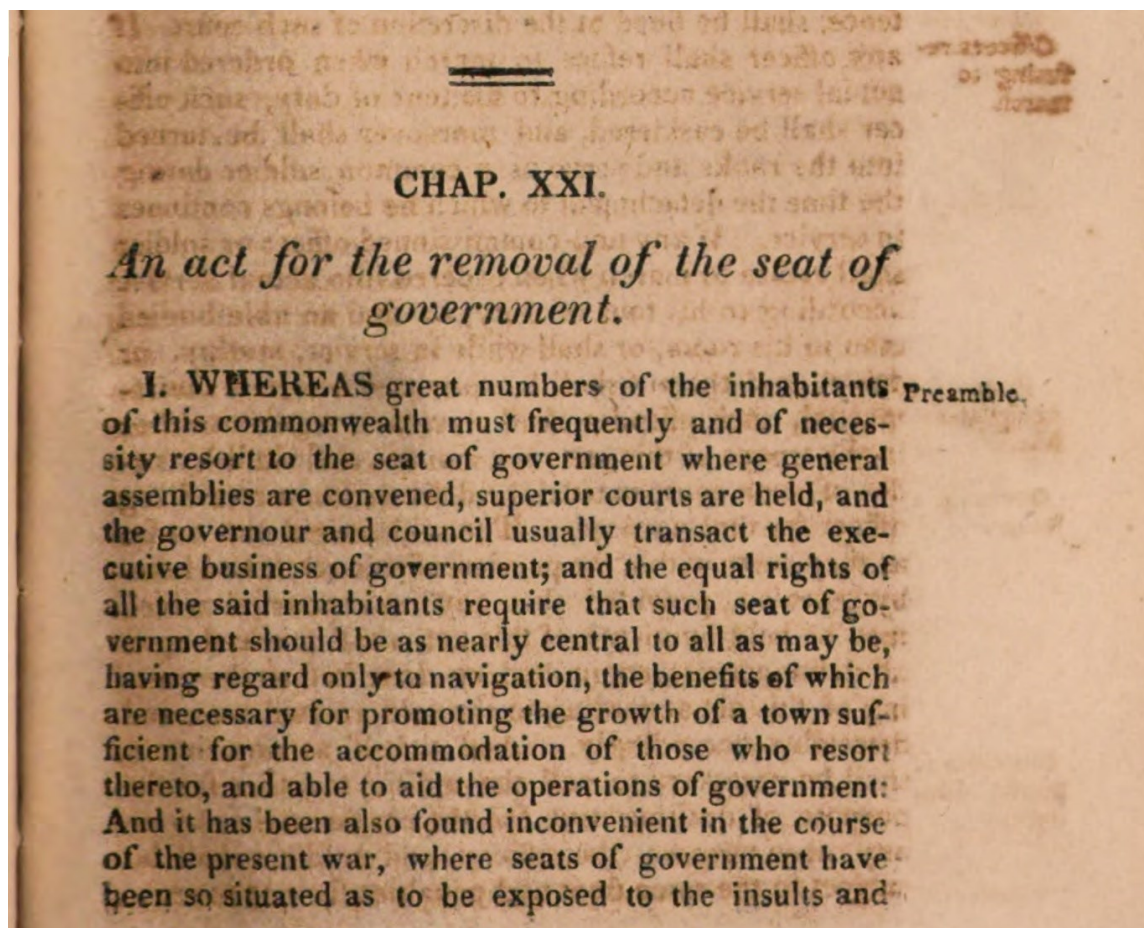 CHAP. XXI.
An act for the removal of the seat of
government.
I. WHEREAS great numbers of the inhabitants Preamble.
of this commonwealth must frequently and of neces-
sity resort to the seat of government where general
assemblies are convened, superior courts are held, and
the governour and council usually transact the exe-
cutive business of government; and the equal rights of
all the said inhabitants require that such seat of go-
vernment should be as nearly central to all as may be,
having regard only to navigation, the benefits of which
are necessary for promoting the growth of a town suf-
ficient for the accommodation of those who resort
thereto, and able to aid the operations of government:
And it has been also found inconvenient in the course
of the present war, where seats of government have
been so situated as to be exposed to the insults and